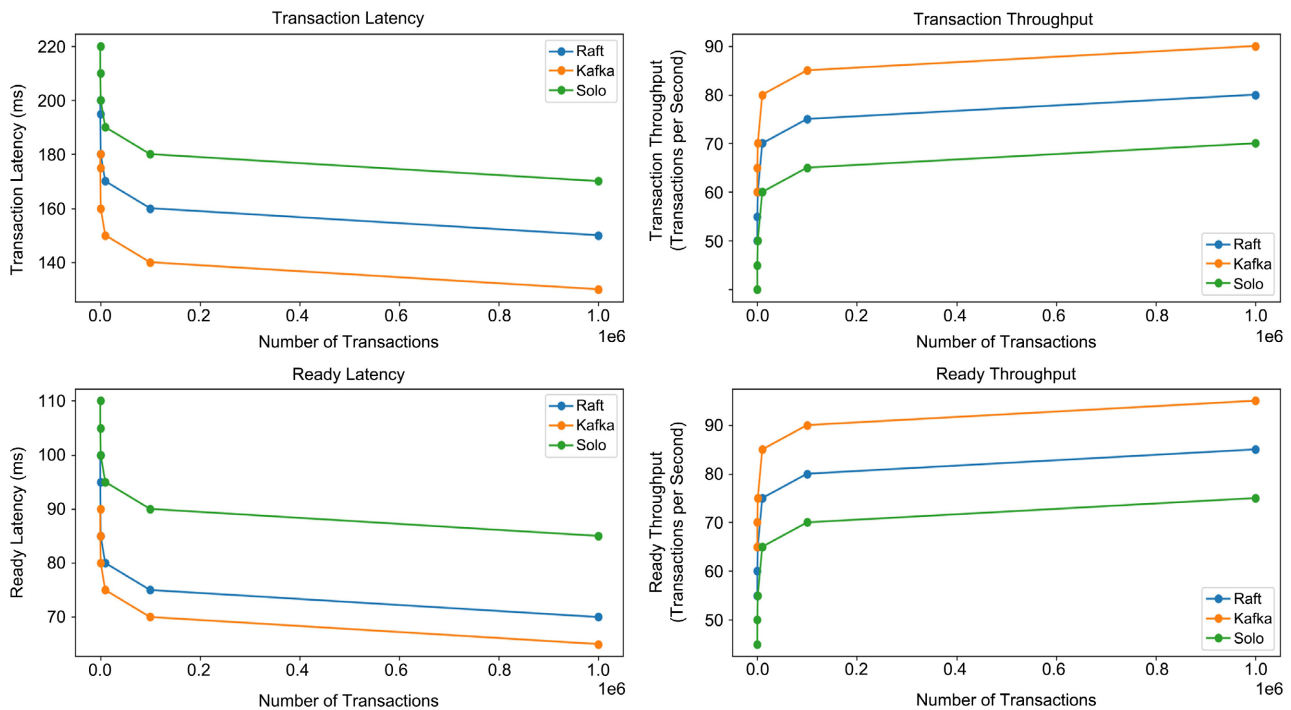 Transaction Latency
Transaction Latency (ms)
220
200
180
160
140
Raft
Kafka
Solo
0.0 0.2 0.4 0.6 0.8 1.0
1e6
Number of Transactions
Transaction Throughput
Transaction Throughput
(Transactions per Second)
90
80
70
60
50
Raft
Kafka
Solo
0.0 0.2 0.4 0.6 0.8 1.0
1e6
Number of Transactions
Ready Latency
Ready Latency (ms)
110
100
90
80
70
Raft
Kafka
Solo
0.0 0.2 0.4 0.6 0.8 1.0
1e6
Number of Transactions
Ready Throughput
Ready Throughput
(Transactions per Second)
90
80
70
60
50
Raft
Kafka
Solo
0.0 0.2 0.4 0.6 0.8 1.0
1e6
Number of Transactions